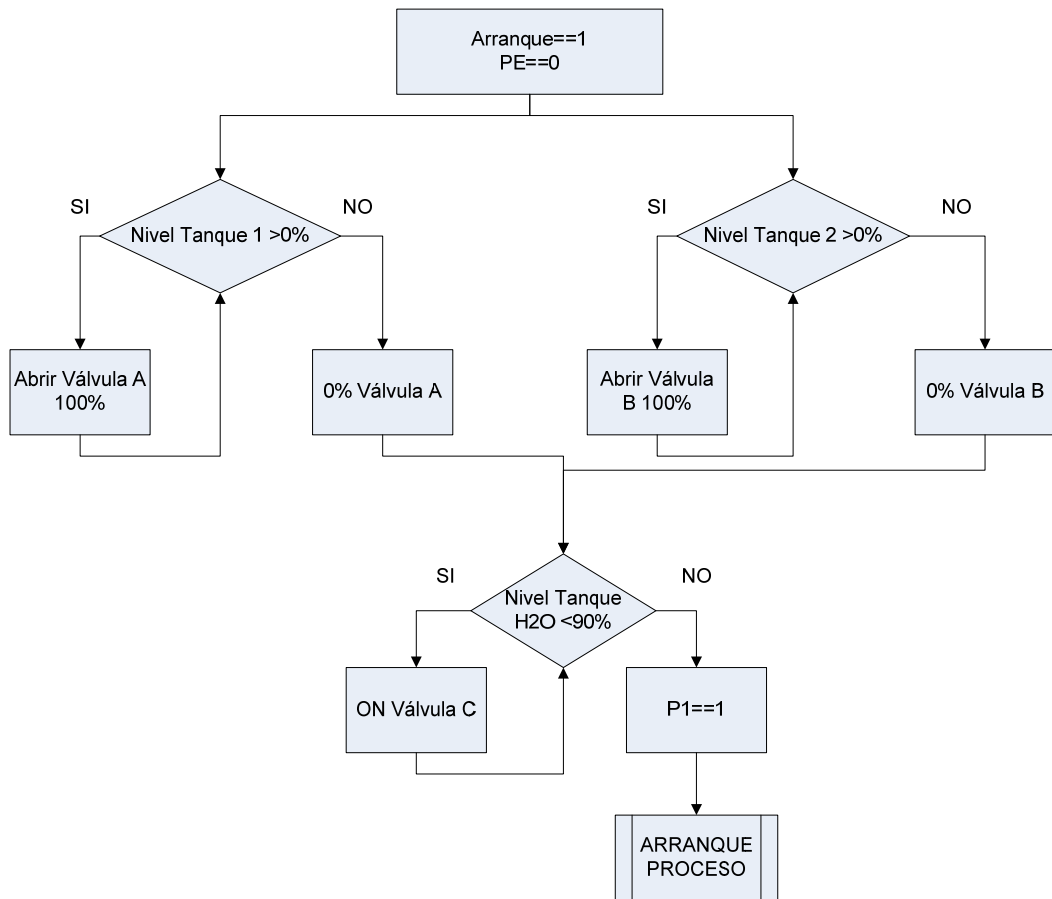 Arranque==1
PE==0
SI
NO
SI
NO
Nivel Tanque 1 >0%
Nivel Tanque 2 >0%
Abrir Válvula A
100%
0% Válvula A
Abrir Válvula
B 100%
0% Válvula B
SI
NO
Nivel Tanque
H2O <90%
ON Válvula C
P1==1
ARRANQUE
PROCESO